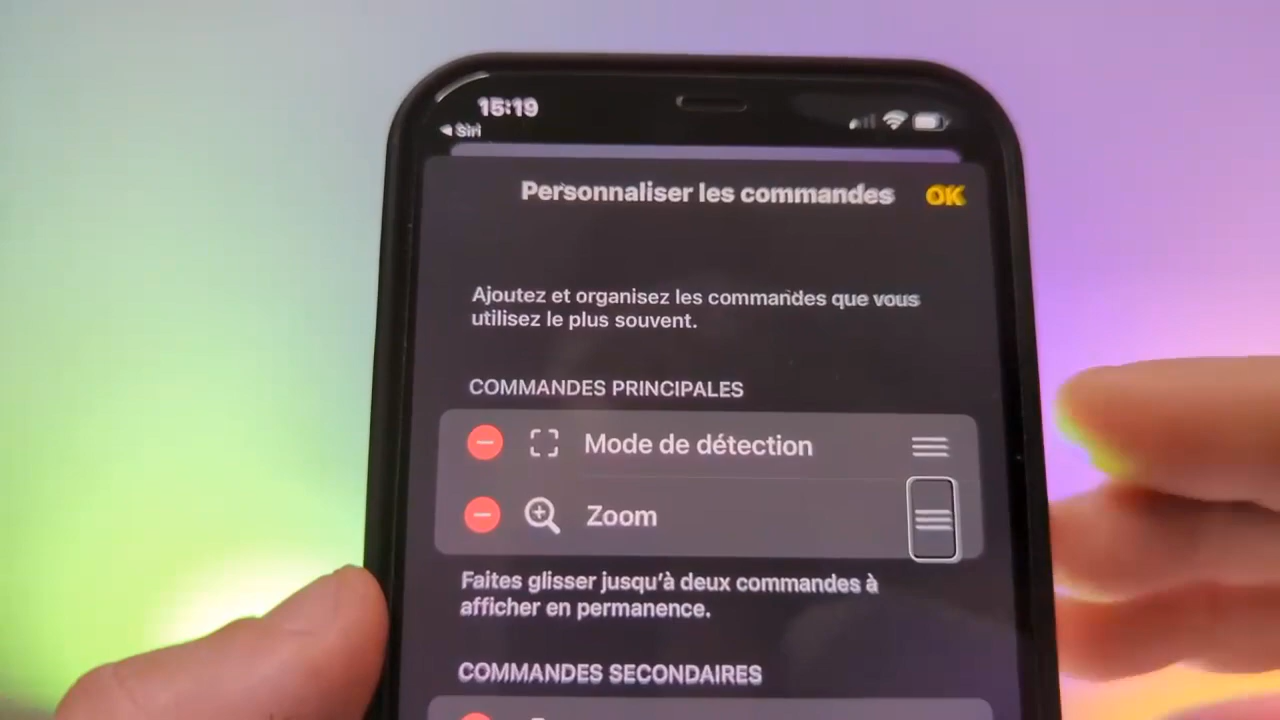 15:19
◀ Siri
Personnaliser les commandes
OK
Ajoutez et organisez les commandes que vous
utilisez le plus souvent.
COMMANDES PRINCIPALES
Mode de détection
Zoom
Faites glisser jusqu'à deux commandes à
afficher en permanence.
COMMANDES SECONDAIRES